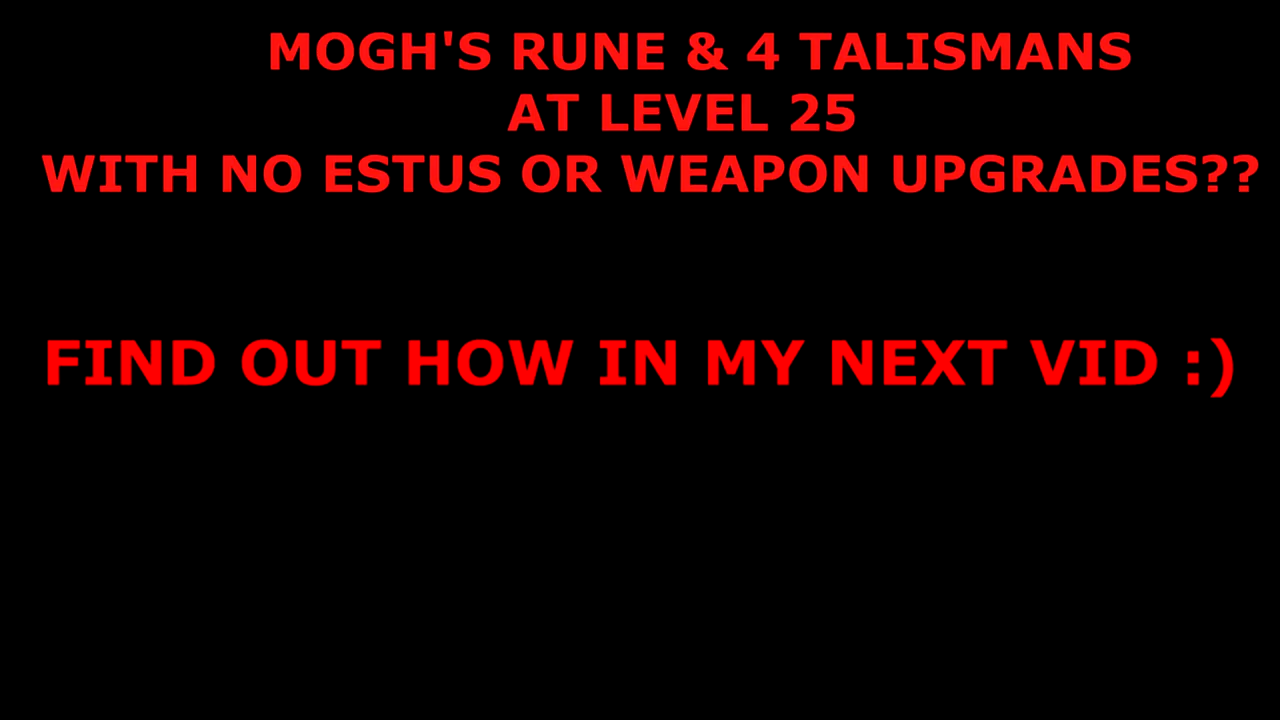 MOGH'S RUNE & 4 TALISMANS
AT LEVEL 25
WITH NO ESTUS OR WEAPON UPGRADES??
FIND OUT HOW IN MY NEXT VID :)